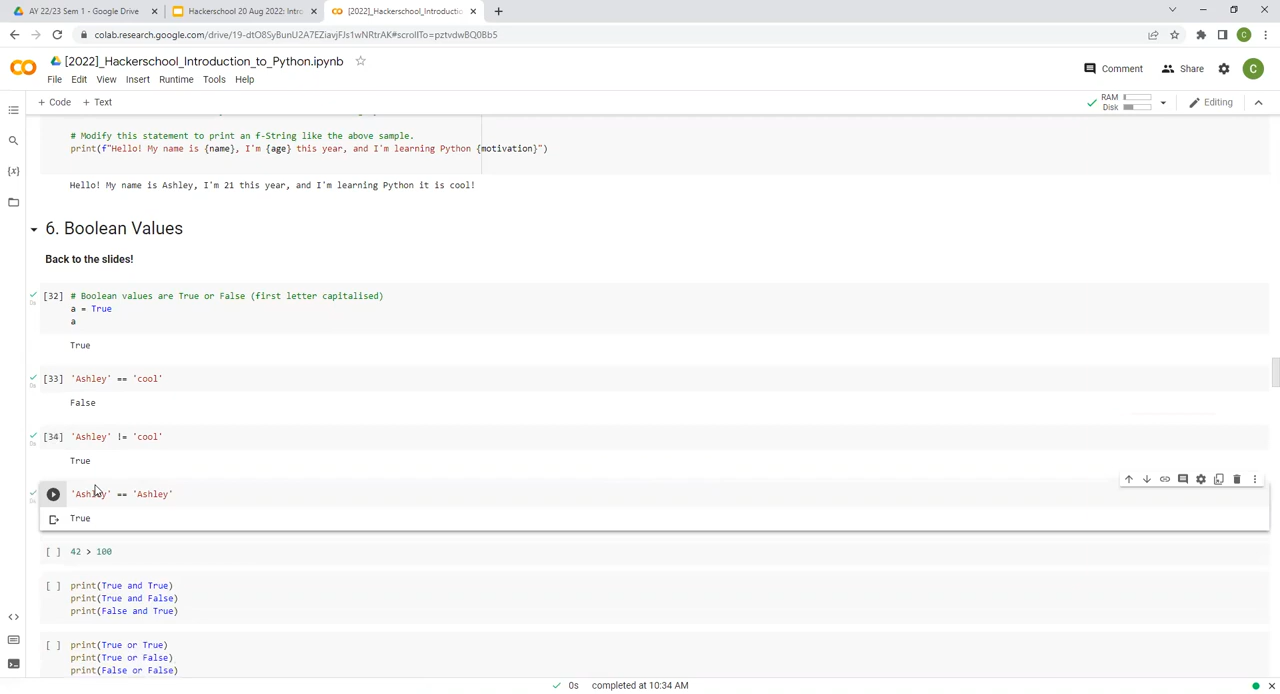 AY 22/23 Sem 1 - Google Drive
Hackerschool 20 Aug 2022: Intro
[2022]_Hackerschool_Introductio
colab.research.google.com/drive/19-dtO8SyBunU2A7EZiavjFJs1wNRtrAK#scrollTo=pztvdwBQ0Bb5
C
[2022]_Hackerschool_Introduction_to_Python.ipynb
File Edit View Insert Runtime Tools Help
Comment
Share
C
+ Code + Text
RAM
Disk
Editing
# Modify this statement to print an f-String like the above sample.
print(f"Hello! My name is {name}, I'm {age} this year, and I'm learning Python {motivation}")
Hello! My name is Ashley, I'm 21 this year, and I'm learning Python it is cool!
6. Boolean Values
Back to the slides!
[32] # Boolean values are True or False (first letter capitalised)
0s
a = True
a
True
[33] 'Ashley' == 'cool'
0s
False
[34] 'Ashley' != 'cool'
0s
True
'Ashley' == 'Ashley'
0s
True
[ ] 42 > 100
[ ] print(True and True)
print(True and False)
print(False and True)
[ ] print(True or True)
print(True or False)
print(False or False)
0s completed at 10:34 AM